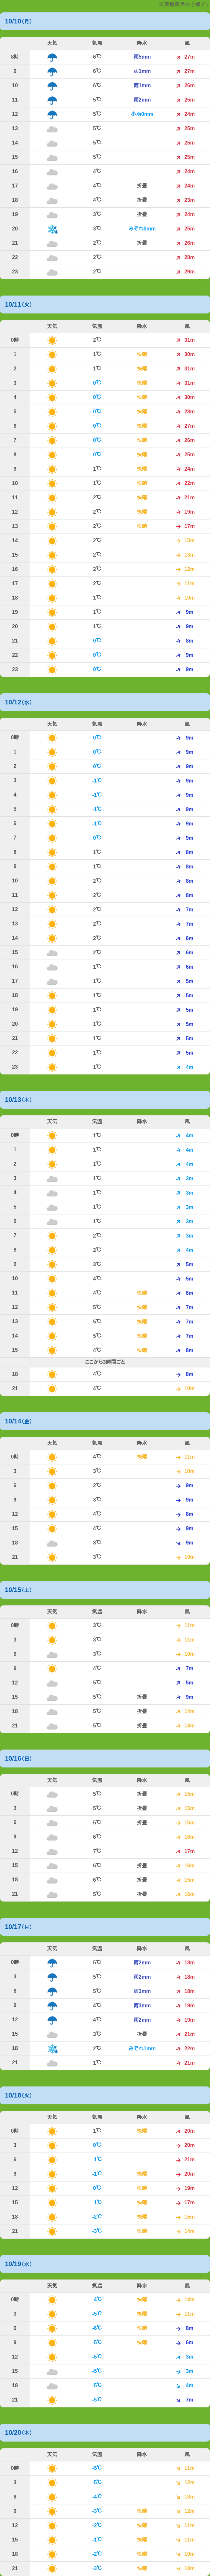 10/10(月)
天気 気温 降水 風
8時 6℃ 雨5mm 27m
9 6℃ 雨1mm 27m
10 6℃ 雨1mm 26m
11 5℃ 雨2mm 25m
12 5℃ 小雨0mm 24m
13 5℃ 25m
14 5℃ 25m
15 5℃ 25m
16 4℃ 24m
17 4℃ 折畳 24m
18 4℃ 折畳 23m
19 3℃ 折畳 24m
20 3℃ みぞれ0mm 25m
21 2℃ 折畳 26m
22 2℃ 28m
23 2℃ 29m
10/11(火)
天気 気温 降水 風
0時 2℃ 31m
1 1℃ 快晴 30m
2 1℃ 快晴 31m
3 0℃ 快晴 31m
4 0℃ 快晴 30m
5 0℃ 快晴 28m
6 0℃ 快晴 27m
7 0℃ 快晴 26m
8 0℃ 快晴 25m
9 1℃ 快晴 24m
10 1℃ 快晴 22m
11 2℃ 快晴 21m
12 2℃ 快晴 19m
13 2℃ 快晴 17m
14 2℃ 15m
15 2℃ 13m
16 2℃ 12m
17 2℃ 11m
18 1℃ 10m
19 1℃ 9m
20 1℃ 9m
21 0℃ 8m
22 0℃ 9m
23 0℃ 9m
10/12(水)
天気 気温 降水 風
0時 0℃ 9m
1 0℃ 9m
2 0℃ 9m
3 -1℃ 9m
4 -1℃ 9m
5 -1℃ 9m
6 -1℃ 9m
7 0℃ 9m
8 1℃ 8m
9 1℃ 8m
10 2℃ 8m
11 2℃ 8m
12 2℃ 7m
13 2℃ 7m
14 2℃ 6m
15 2℃ 6m
16 1℃ 6m
17 1℃ 5m
18 1℃ 5m
19 1℃ 5m
20 1℃ 5m
21 1℃ 5m
22 1℃ 5m
23 1℃ 4m
10/13(木)
天気 気温 降水 風
0時 1℃ 4m
1 1℃ 4m
2 1℃ 4m
3 1℃ 3m
4 1℃ 3m
5 1℃ 3m
6 1℃ 3m
7 2℃ 3m
8 2℃ 4m
9 3℃ 5m
10 4℃ 5m
11 4℃ 快晴 6m
12 5℃ 快晴 7m
13 5℃ 快晴 7m
14 5℃ 快晴 7m
15 4℃ 快晴 8m
ここから3時間ごと
18 4℃ 8m
21 4℃ 10m
10/14(金)
天気 気温 降水 風
0時 4℃ 快晴 11m
3 3℃ 10m
6 2℃ 9m
9 3℃ 9m
12 4℃ 8m
15 4℃ 9m
18 3℃ 9m
21 3℃ 10m
10/15(土)
天気 気温 降水 風
0時 3℃ 11m
3 3℃ 11m
6 3℃ 10m
9 4℃ 7m
12 5℃ 5m
15 5℃ 折畳 9m
18 5℃ 折畳 14m
21 5℃ 折畳 14m
10/16(日)
天気 気温 降水 風
0時 5℃ 折畳 15m
3 5℃ 折畳 15m
6 5℃ 折畳 15m
9 6℃ 16m
12 7℃ 17m
15 6℃ 折畳 16m
18 6℃ 折畳 15m
21 5℃ 折畳 16m
10/17(月)
天気 気温 降水 風
0時 5℃ 雨2mm 18m
3 5℃ 雨2mm 18m
6 5℃ 雨3mm 18m
9 4℃ 雨3mm 19m
12 4℃ 雨2mm 19m
15 3℃ 折畳 21m
18 2℃ みぞれ1mm 22m
21 1℃ 21m
10/18(火)
天気 気温 降水 風
0時 1℃ 快晴 20m
3 0℃ 20m
6 -1℃ 21m
9 -1℃ 快晴 20m
12 0℃ 快晴 19m
15 -1℃ 快晴 17m
18 -2℃ 快晴 15m
21 -3℃ 快晴 14m
10/19(水)
天気 気温 降水 風
0時 -4℃ 快晴 14m
3 -5℃ 快晴 11m
6 -6℃ 快晴 8m
9 -5℃ 快晴 6m
12 -5℃ 3m
15 -5℃ 3m
18 -5℃ 4m
21 -5℃ 7m
10/20(木)
天気 気温 降水 風
0時 -5℃ 11m
3 -5℃ 12m
6 -4℃ 13m
9 -3℃ 快晴 12m
12 -2℃ 快晴 11m
15 -1℃ 快晴 11m
18 -2℃ 快晴 10m
21 -3℃ 快晴 10m